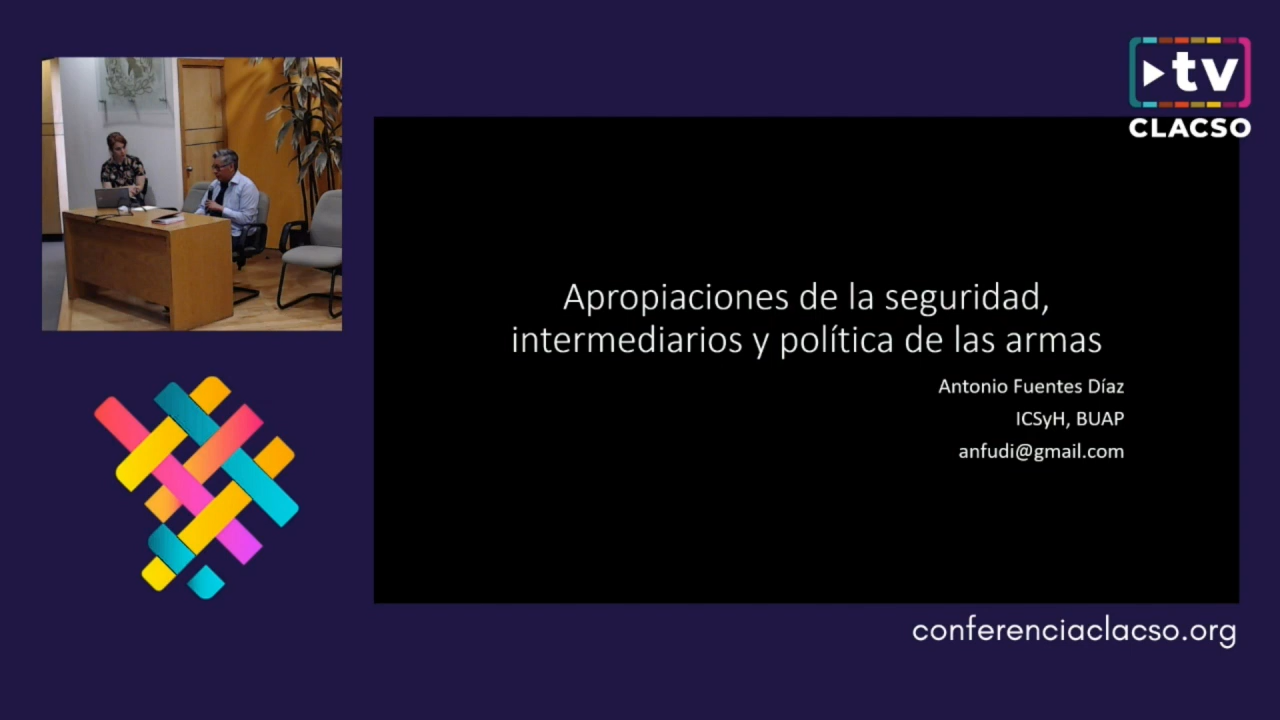 tv
CLACSO
Apropiaciones de la seguridad,
intermediarios y política de las armas
Antonio Fuentes Díaz
ICSyH, BUAP
anfudi@gmail.com
conferenciaclacso.org